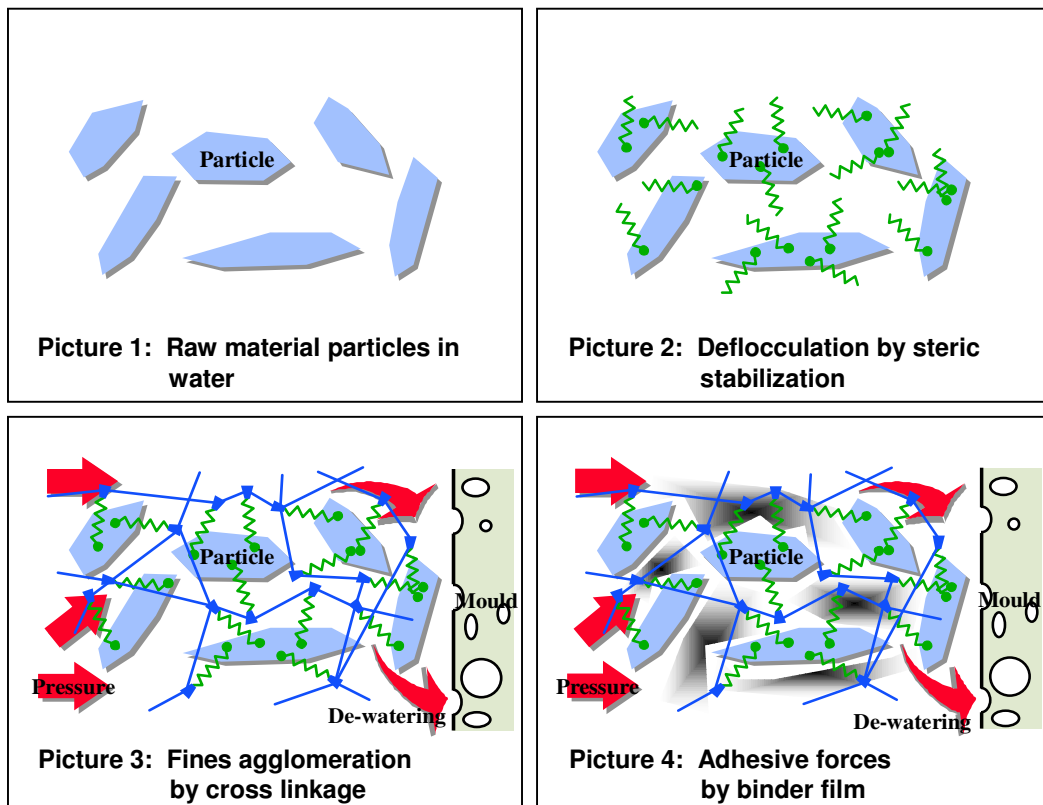 Particle
Picture 1: Raw material particles in
water
Particle
Picture 2: Deflocculation by steric
stabilization
Particle
Mould
Pressure
De-watering
Picture 3: Fines agglomeration
by cross linkage
Particle
Mould
Pressure
De-watering
Picture 4: Adhesive forces
by binder film